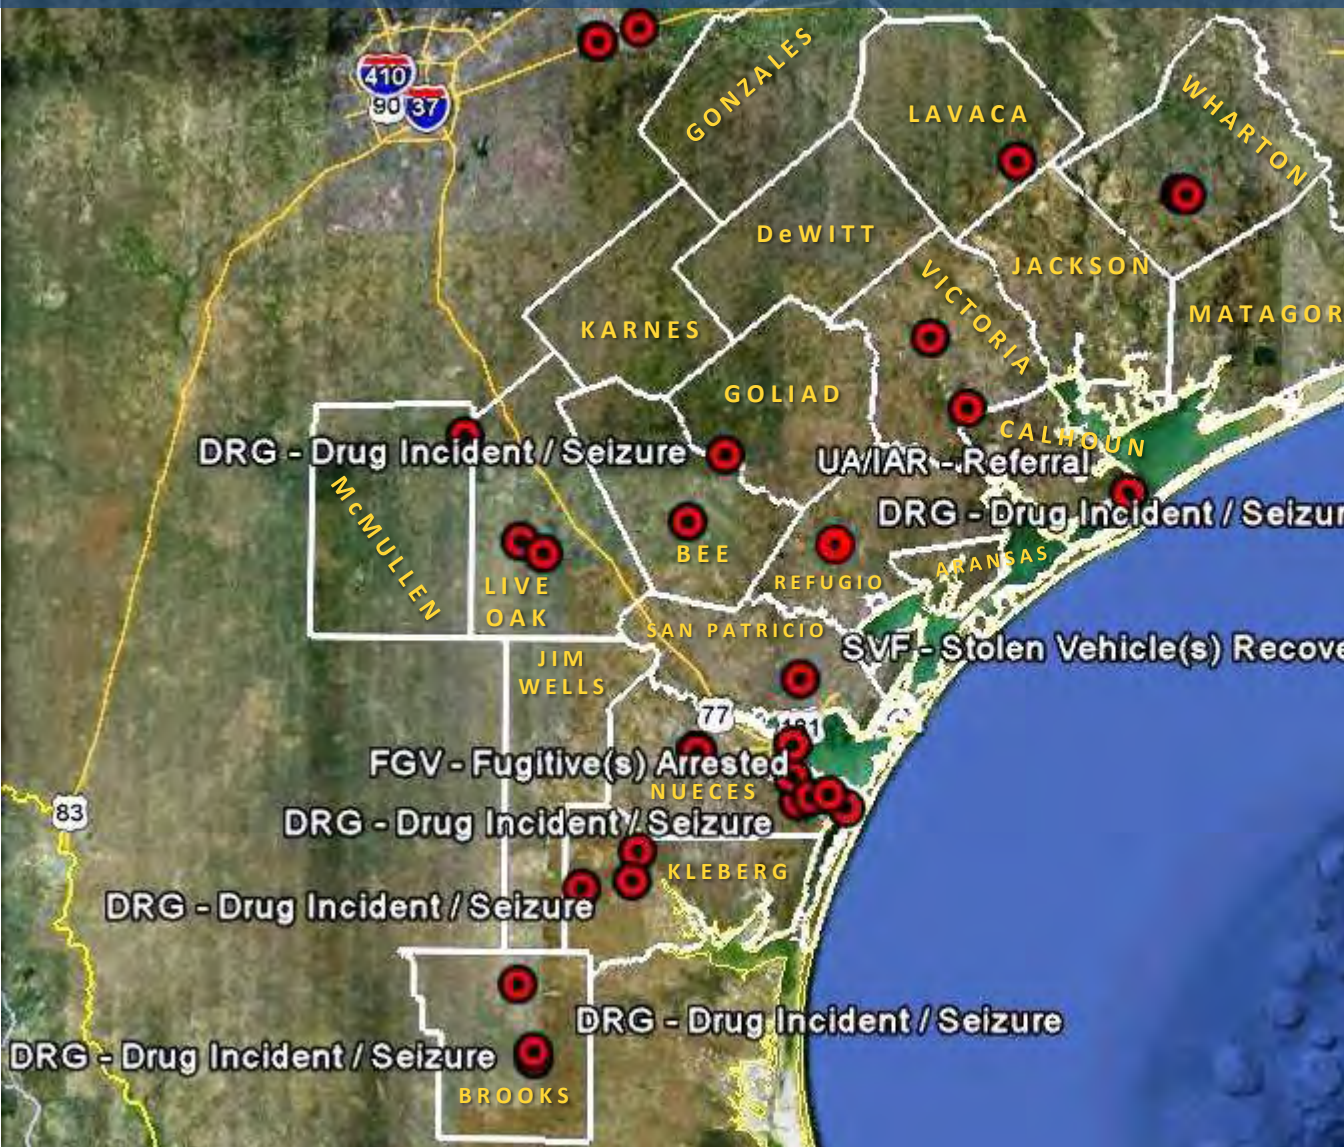 410
90
37
GONZALES
LAVACA
WHARTON
DeWITT
JACKSON
VICTORIA
MATAGOR
KARNES
GOLIAD
CALHOUN
DRG - Drug Incident / Seizure
UA/IAR - Referral
McMULLEN
DRG - Drug Incident / Seizur
BEE
ARANSAS
LIVE
OAK
REFUGIO
SAN PATRICIO
SVF - Stolen Vehicle(s) Recove
JIM
WELLS
77
181
FGV - Fugitive(s) Arrested
NUECES
83
DRG - Drug Incident / Seizure
KLEBERG
DRG - Drug Incident / Seizure
DRG - Drug Incident / Seizure
DRG - Drug Incident / Seizure
BROOKS